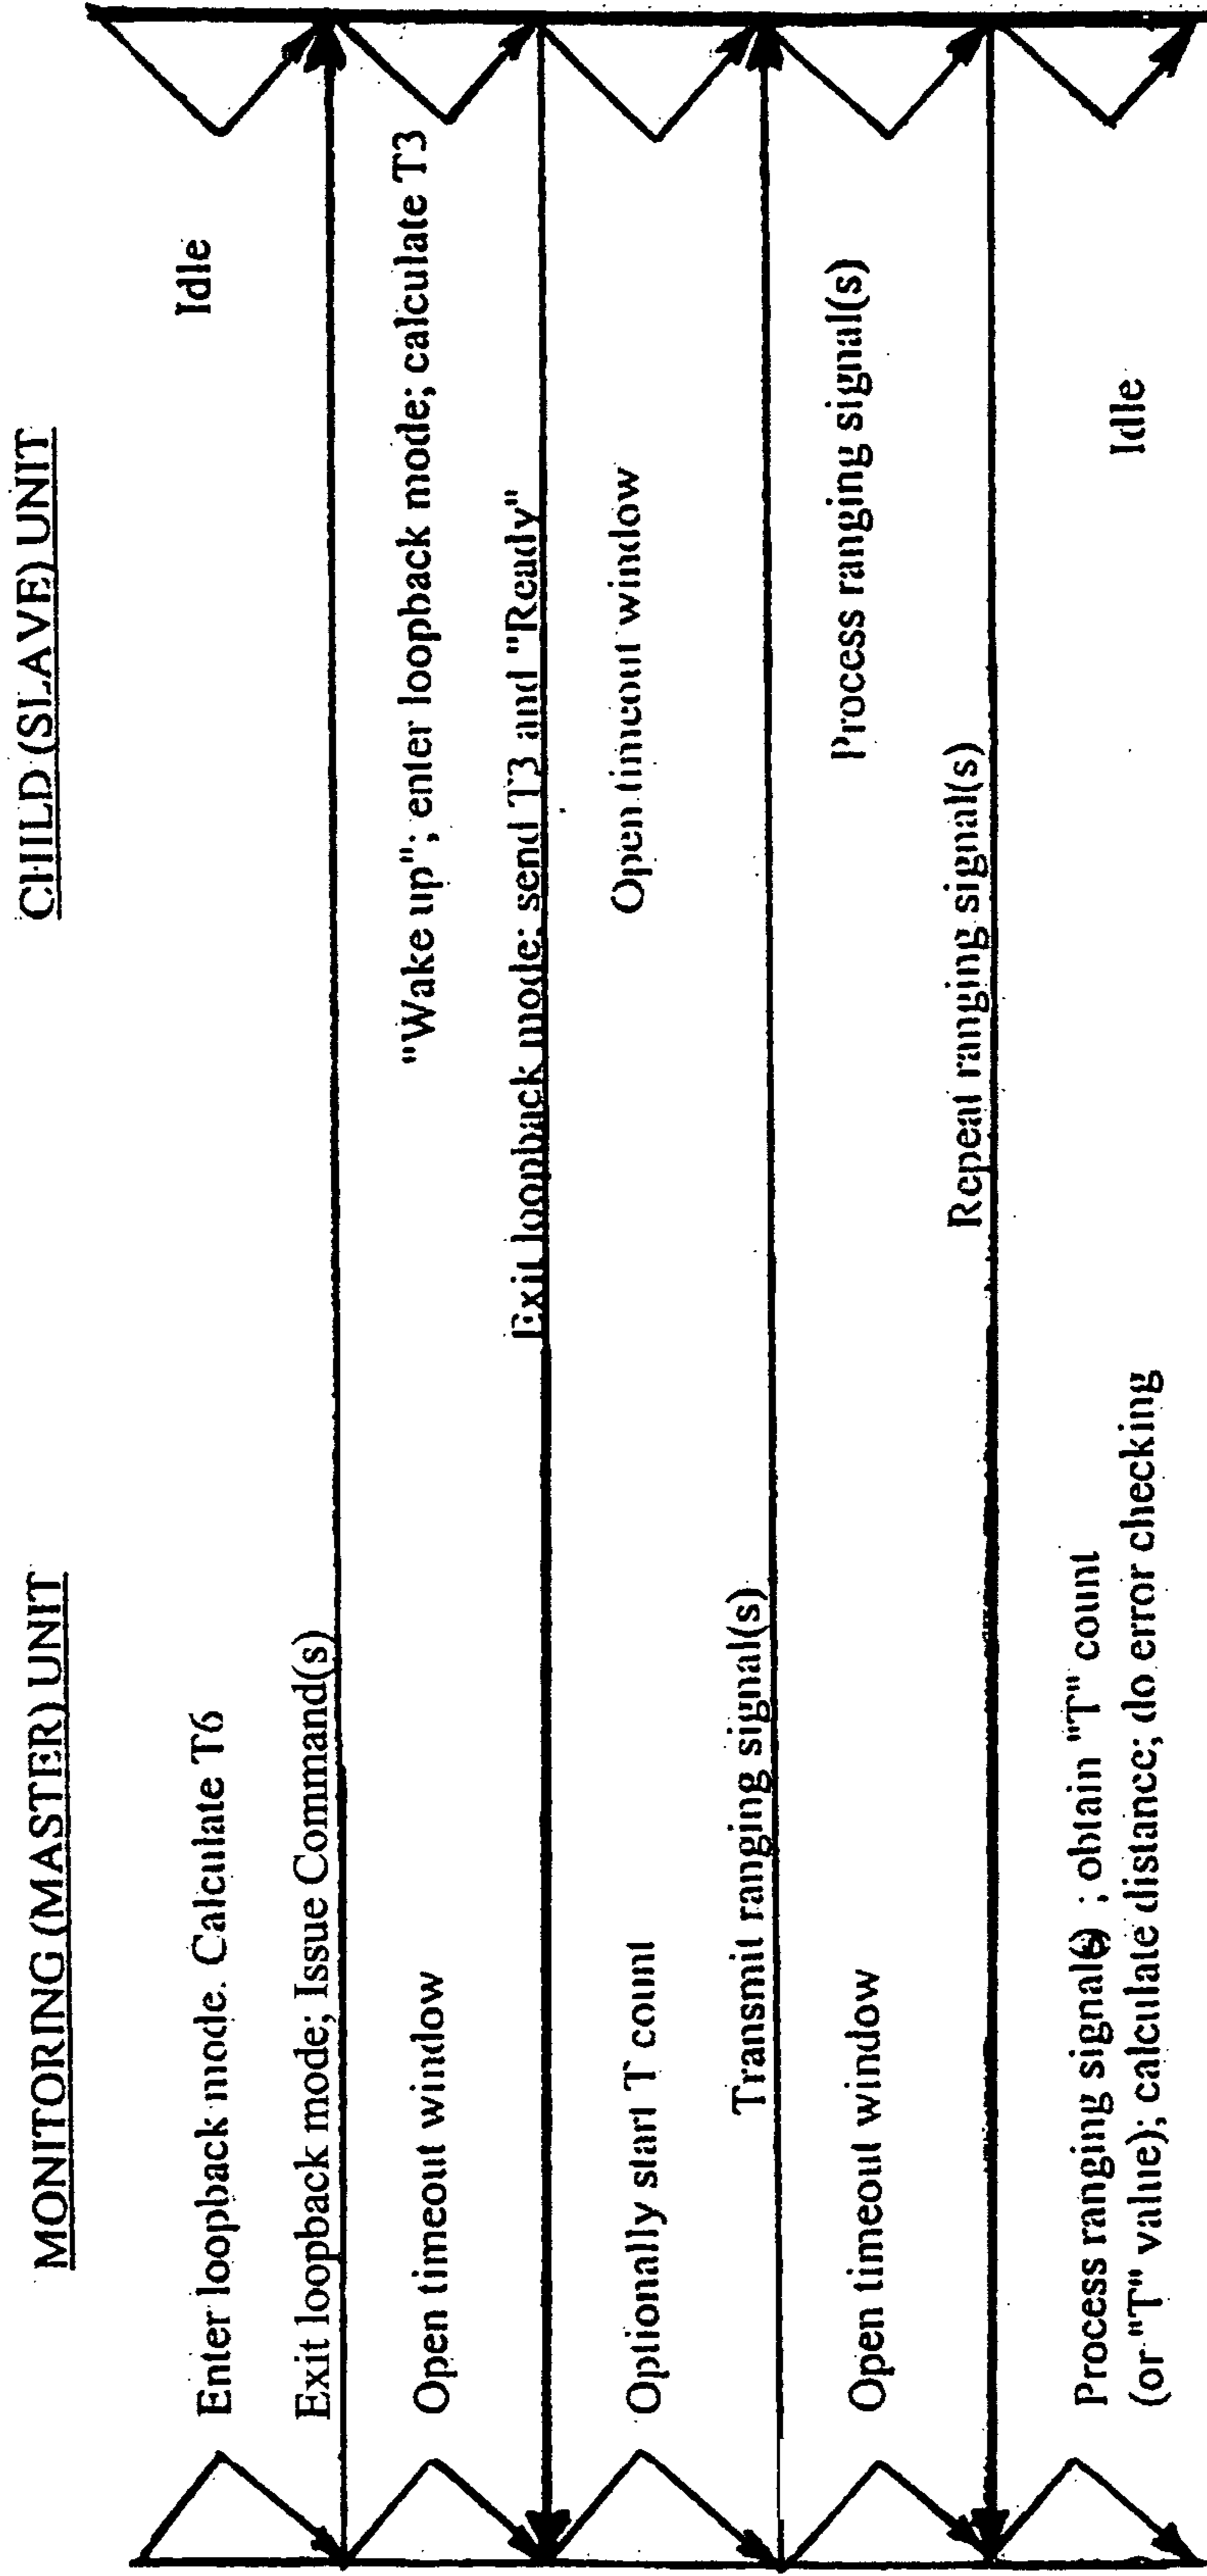 MONITORING (MASTER) UNIT
CHILD (SLAVE) UNIT
Enter loopback mode. Calculate T6
Idle
Exit loopback mode; Issue Command(s)
Open timeout window
"Wake up"; enter loopback mode; calculate T3
Exit loopback mode; send T3 and "Ready"
Optionally start T count
Open timeout window
Transmit ranging signal(s)
Open timeout window
Process ranging signal(s)
Repeat ranging signal(s)
Process ranging signal(s) ; obtain "T" count
(or "T" value); calculate distance; do error checking
Idle